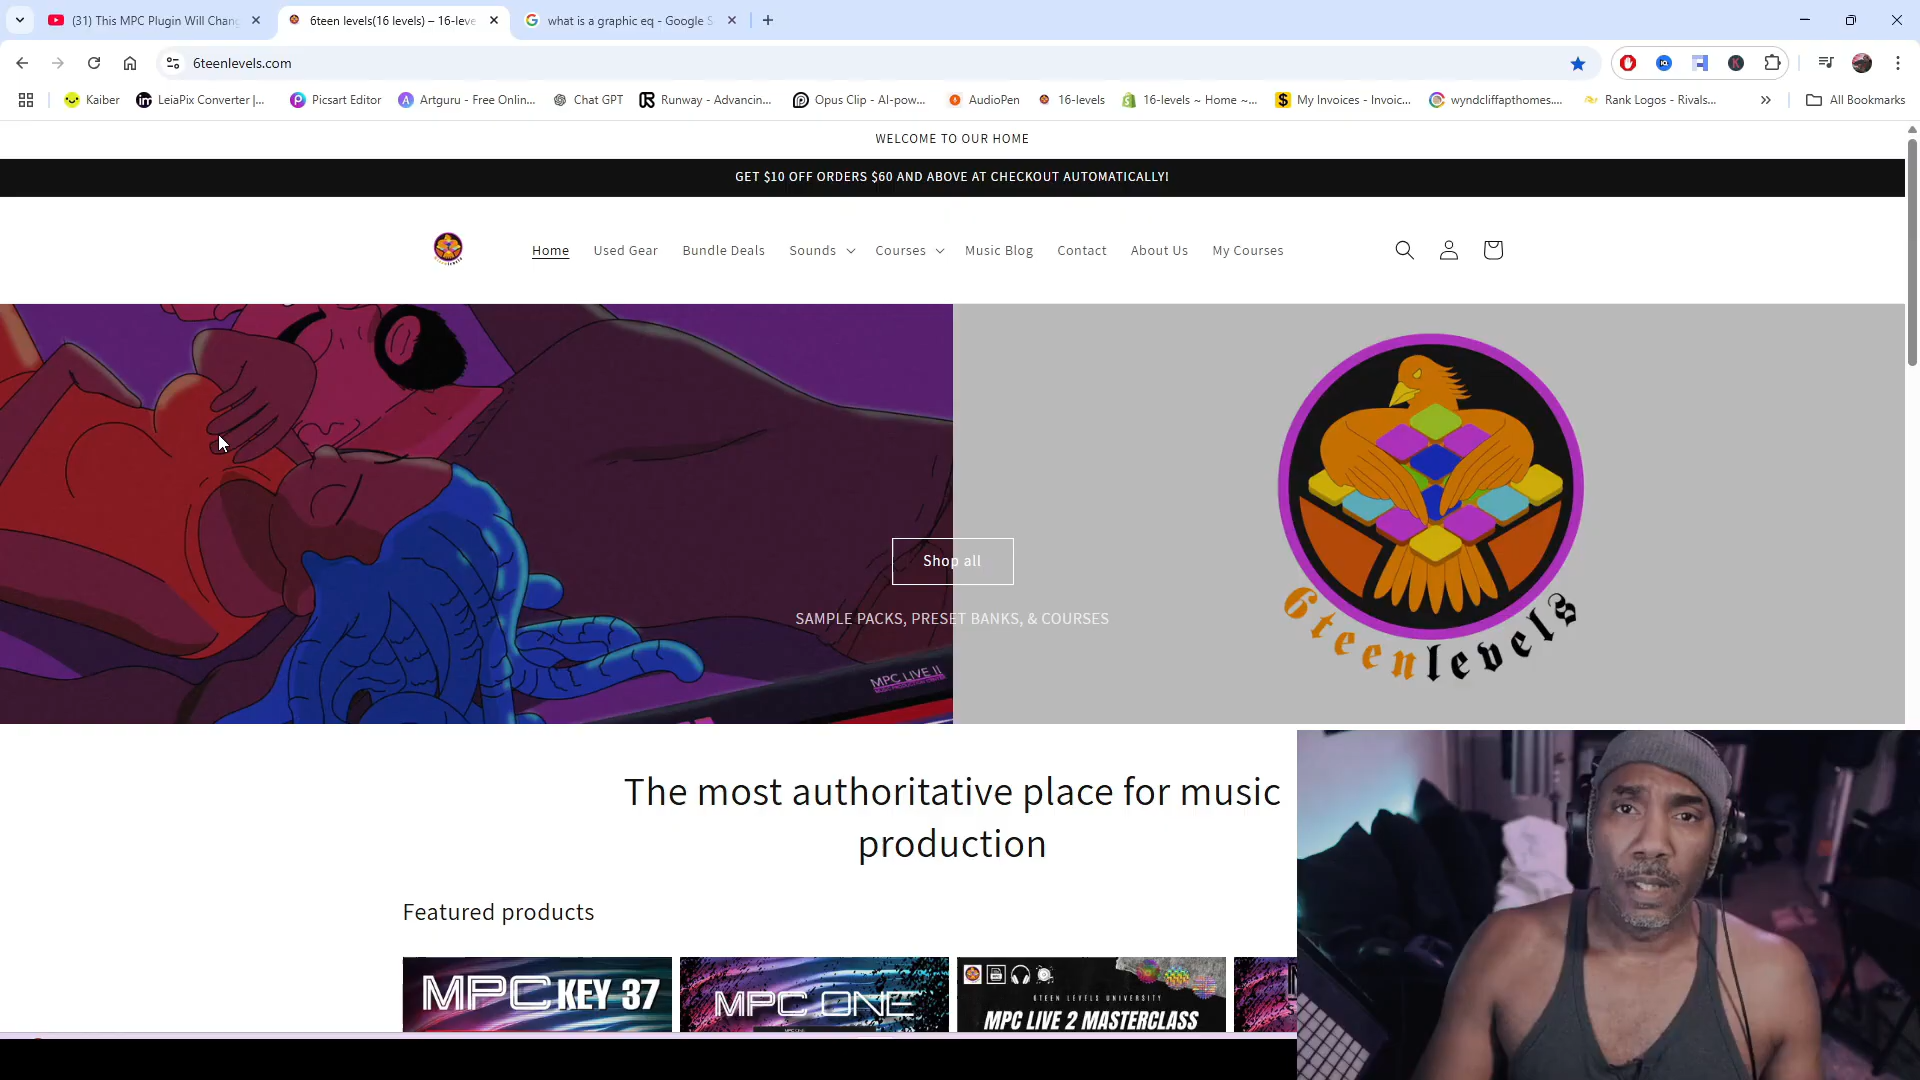 (31) This MPC Plugin Will Chang
6teen levels(16 levels) – 16-leve
what is a graphic eq - Google S
6teenlevels.com
Kaiber
LeiaPix Converter |...
Picsart Editor
Artguru - Free Onlin...
Chat GPT
Runway - Advancin...
Opus Clip - AI-pow...
AudioPen
16-levels
16-levels ~ Home ~...
My Invoices - Invoic...
wyndcliffapthomes....
Rank Logos - Rivals...
All Bookmarks
WELCOME TO OUR HOME
GET $10 OFF ORDERS $60 AND ABOVE AT CHECKOUT AUTOMATICALLY!
Home
Used Gear
Bundle Deals
Sounds
Courses
Music Blog
Contact
About Us
My Courses
Shop all
SAMPLE PACKS, PRESET BANKS, & COURSES
MPC LIVE II
6teenlevels
The most authoritative place for music
production
Featured products
MPC KEY 37
MPC ONE
6TEEN LEVELS UNIVERSITY
MPC LIVE 2 MASTERCLASS